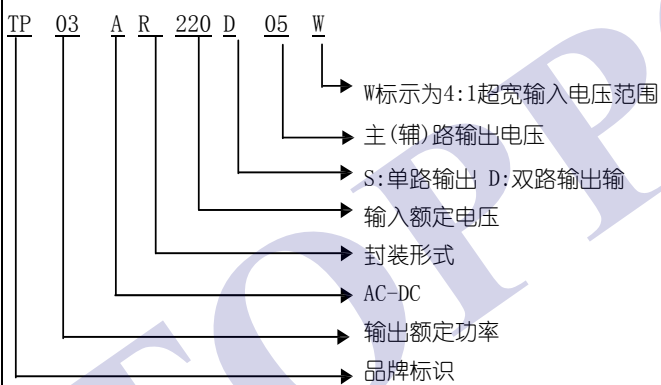 TP 03 A R 220 D 05 W
W标示为4:1超宽输入电压范围
主(辅)路输出电压
S:单路输出 D:双路输出输
输入额定电压
封装形式
AC-DC
输出额定功率
品牌标识